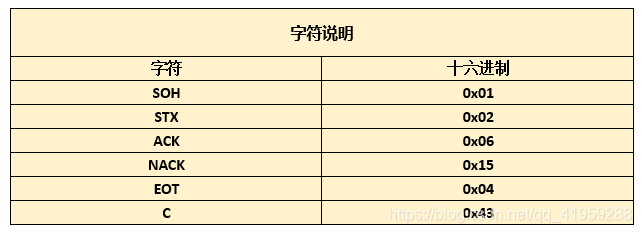 字符说明
字符 十六进制
SOH 0x01
STX 0x02
ACK 0x06
NACK 0x15
EOT 0x04
C 0x43
https://blog.csdn.net/qq_41959288